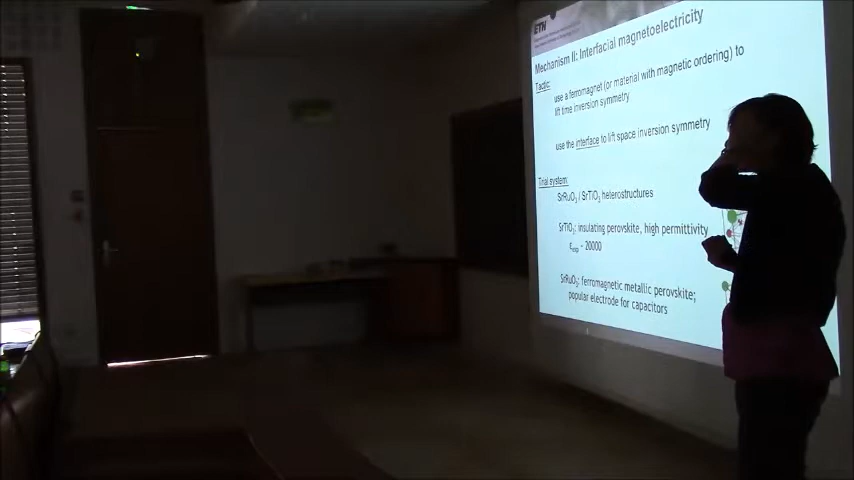 ETH
Mechanism II: Interfacial magnetoelectricity
Tactic:
use a ferromagnet (or material with magnetic ordering) to
lift time inversion symmetry
use the interface to lift space inversion symmetry
Trial system:
SrRuO3 / SrTiO3 heterostructures
SrTiO3: insulating perovskite, high permittivity
~ 20000
SrRuO3: ferromagnetic metallic perovskite;
popular electrode for capacitors